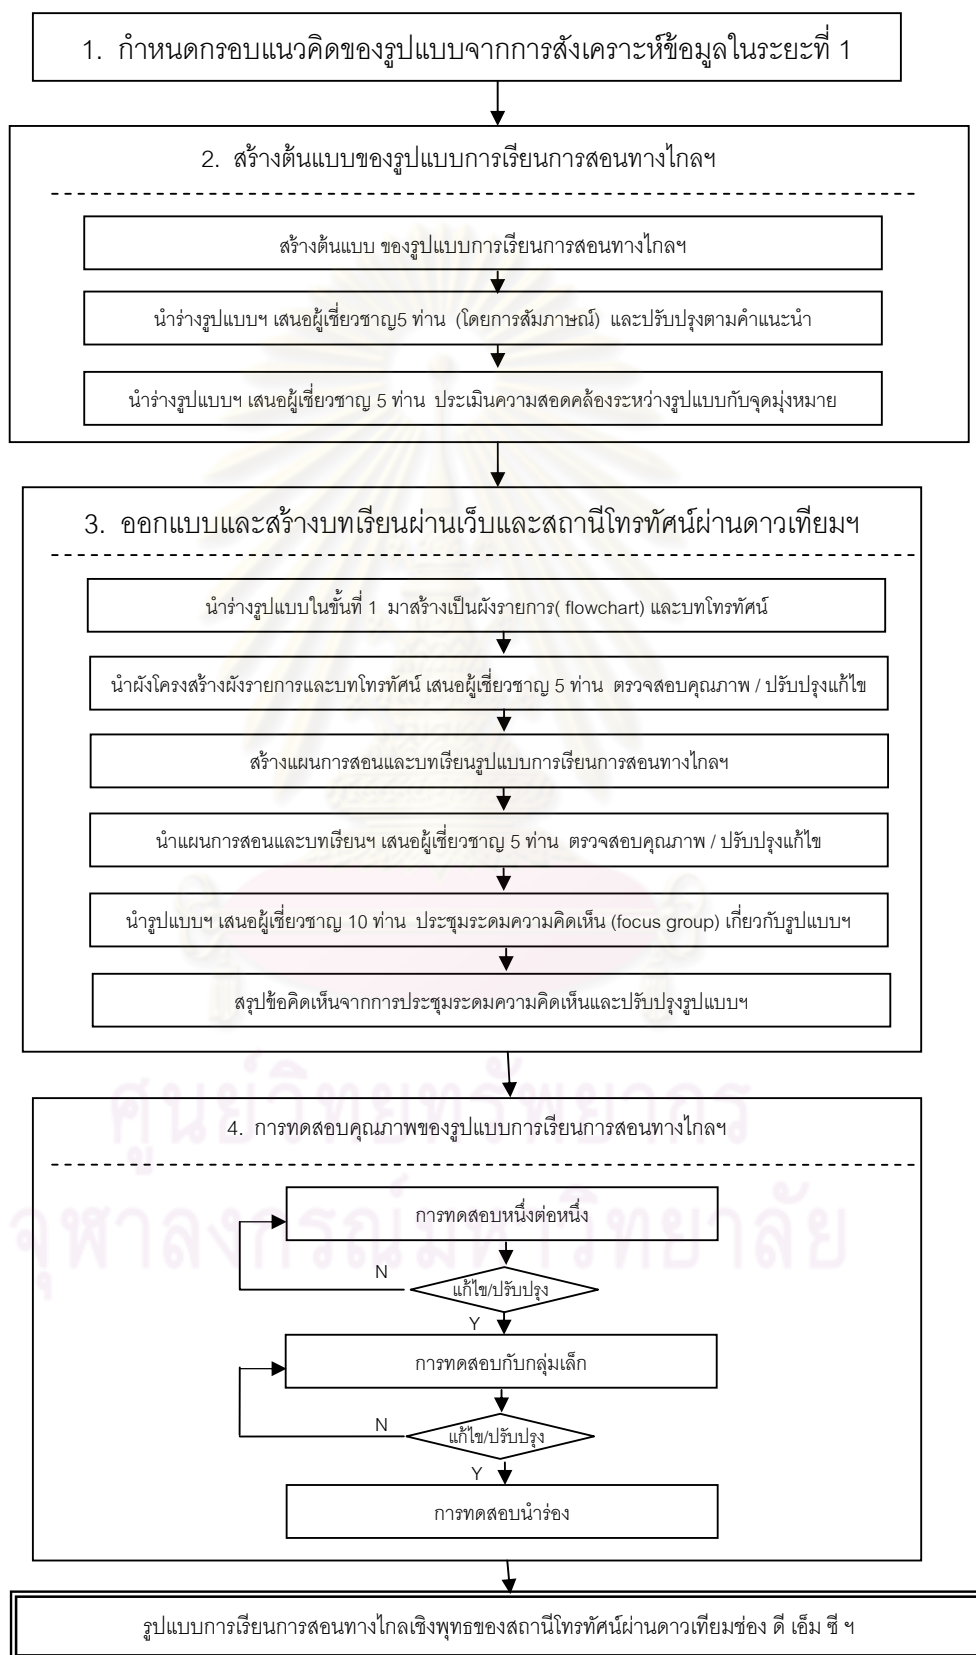 1. กำหนดกรอบแนวคิดของรูปแบบจากการสังเคราะห์ข้อมูลในระยะที่ 1
2. สร้างต้นแบบของรูปแบบการเรียนการสอนทางไกลฯ
สร้างต้นแบบ ของรูปแบบการเรียนการสอนทางไกลฯ
นำร่างรูปแบบฯ เสนอผู้เชี่ยวชาญ5 ท่าน (โดยการสัมภาษณ์) และปรับปรุงตามคำแนะนำ
นำร่างรูปแบบฯ เสนอผู้เชี่ยวชาญ 5 ท่าน ประเมินความสอดคล้องระหว่างรูปแบบกับจุดมุ่งหมาย
3. ออกแบบและสร้างบทเรียนผ่านเว็บและสถานีโทรทัศน์ผ่านดาวเทียมฯ
นำร่างรูปแบบในขั้นที่ 1 มาสร้างเป็นผังรายการ( flowchart) และบทโทรทัศน์
นำผังโครงสร้างผังรายการและบทโทรทัศน์ เสนอผู้เชี่ยวชาญ 5 ท่าน ตรวจสอบคุณภาพ / ปรับปรุงแก้ไข
สร้างแผนการสอนและบทเรียนรูปแบบการเรียนการสอนทางไกลฯ
นำแผนการสอนและบทเรียนฯ เสนอผู้เชี่ยวชาญ 5 ท่าน ตรวจสอบคุณภาพ / ปรับปรุงแก้ไข
นำรูปแบบฯ เสนอผู้เชี่ยวชาญ 10 ท่าน ประชุมระดมความคิดเห็น (focus group) เกี่ยวกับรูปแบบฯ
สรุปข้อคิดเห็นจากการประชุมระดมความคิดเห็นและปรับปรุงรูปแบบฯ
ศูนย์วิทยทรัพยากร
4. การทดสอบคุณภาพของรูปแบบการเรียนการสอนทางไกลฯ
จุฬาลงกรณ์มหาวิทยาลัย
การทดสอบหนึ่งต่อหนึ่ง
N
แก้ไข/ปรับปรุง
Y
การทดสอบกับกลุ่มเล็ก
N
แก้ไข/ปรับปรุง
Y
การทดสอบนำร่อง
รูปแบบการเรียนการสอนทางไกลเชิงพุทธของสถานีโทรทัศน์ผ่านดาวเทียมช่อง ดี เอ็ม ซี ฯ